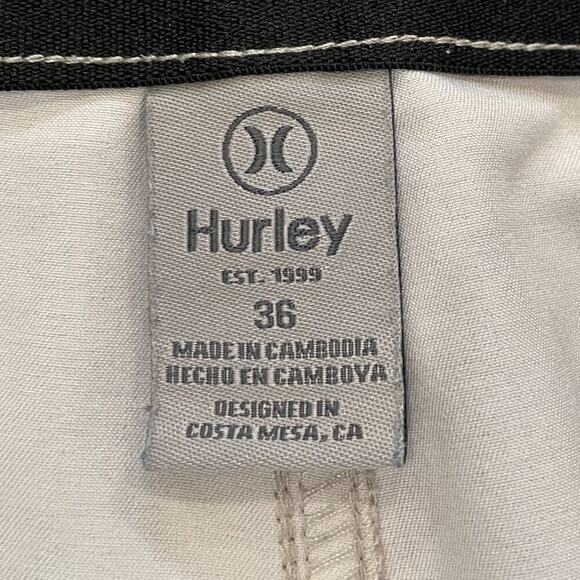 Hurley
EST. 1999
36
MADE IN CAMBODIA
HECHO EN CAMBOYA
DESIGNED IN
COSTA MESA, CA